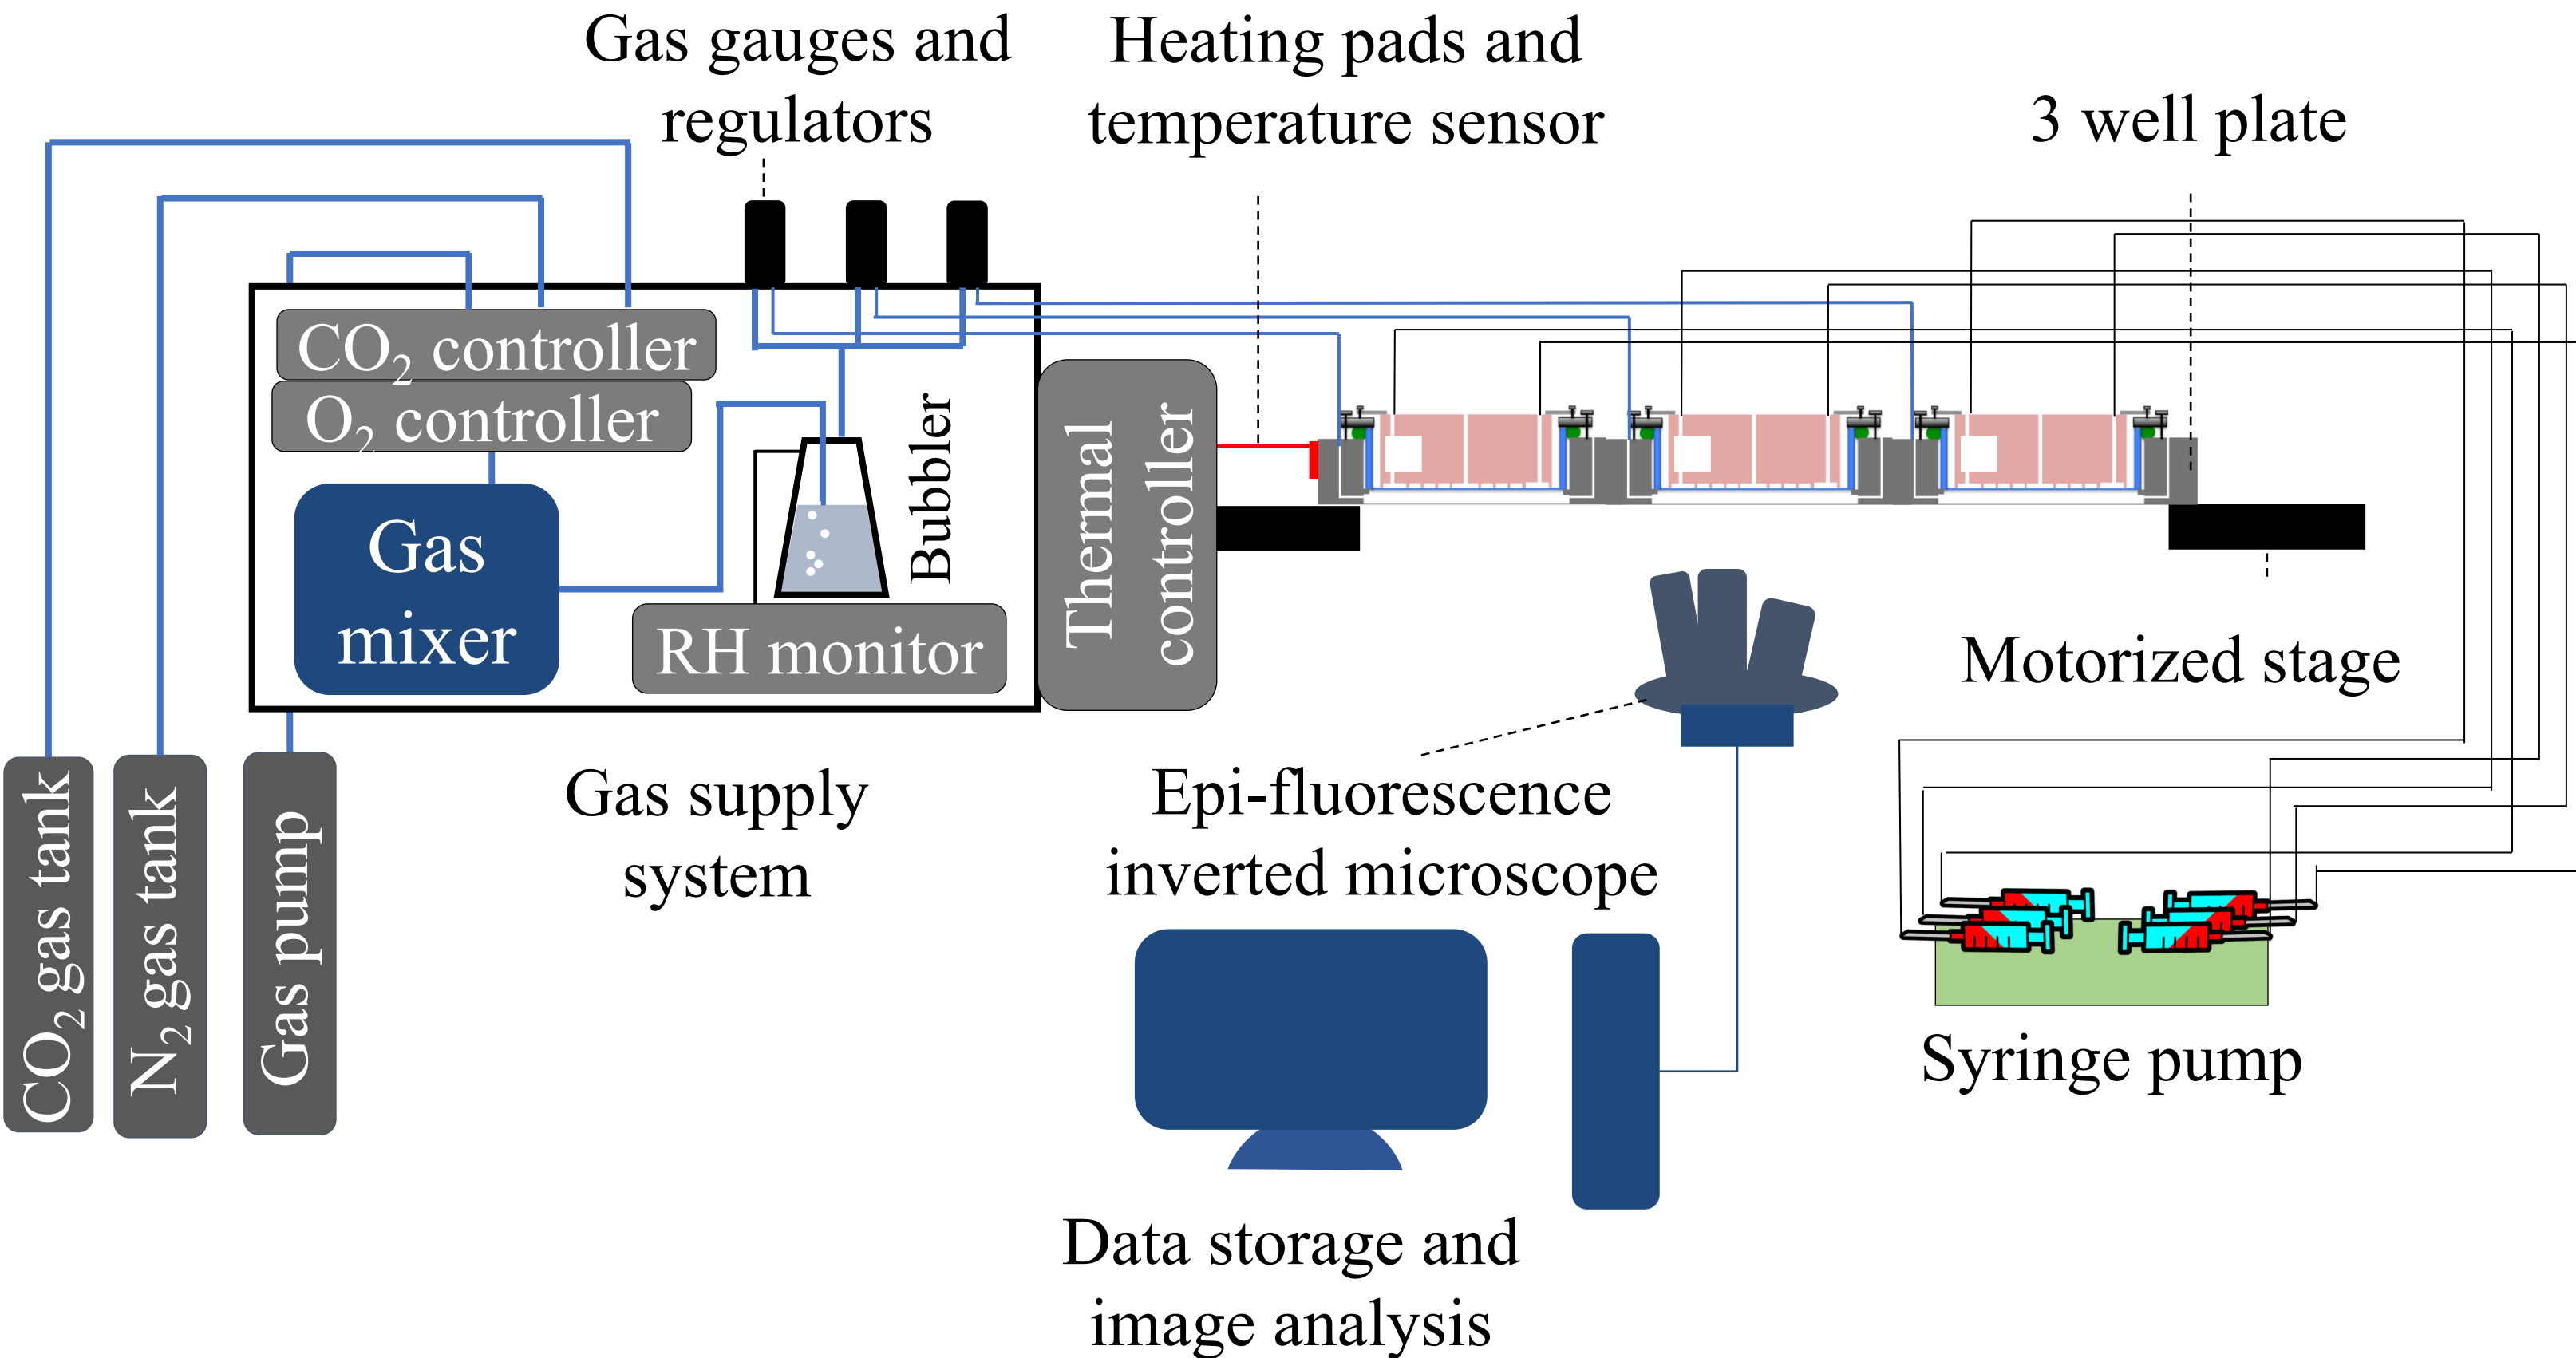 Gas gauges and
regulators
Heating pads and
temperature sensor
3 well plate
CO₂ controller
O₂ controller
Gas
mixer
Bubbler
RH monitor
Thermal
controller
Motorized stage
CO₂ gas tank
N₂ gas tank
Gas pump
Gas supply
system
Epi-fluorescence
inverted microscope
Syringe pump
Data storage and
image analysis